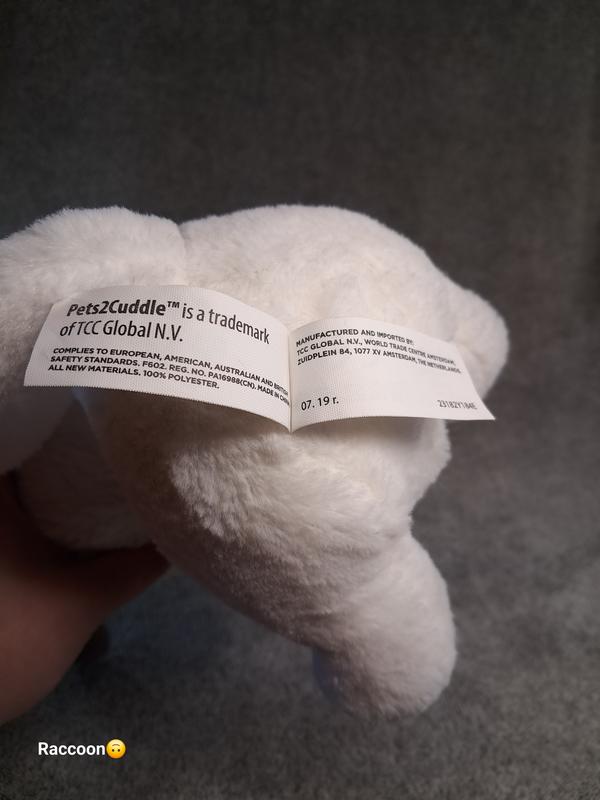 Pets2Cuddle™ is a trademark
of TCC Global N.V.
COMPLIES TO EUROPEAN, AMERICAN, AUSTRALIAN AND BRITISH
SAFETY STANDARDS. F602. REG. NO. PA16988(CN). MADE IN CHINA
ALL NEW MATERIALS. 100% POLYESTER.
MANUFACTURED AND IMPORTED BY:
TCC GLOBAL N.V., WORLD TRADE CENTRE AMSTERDAM,
ZUIDPLEIN 84, 1077 XV AMSTERDAM, THE NETHERLANDS.
07. 19 r.
23182Y184E
Raccoon🙃